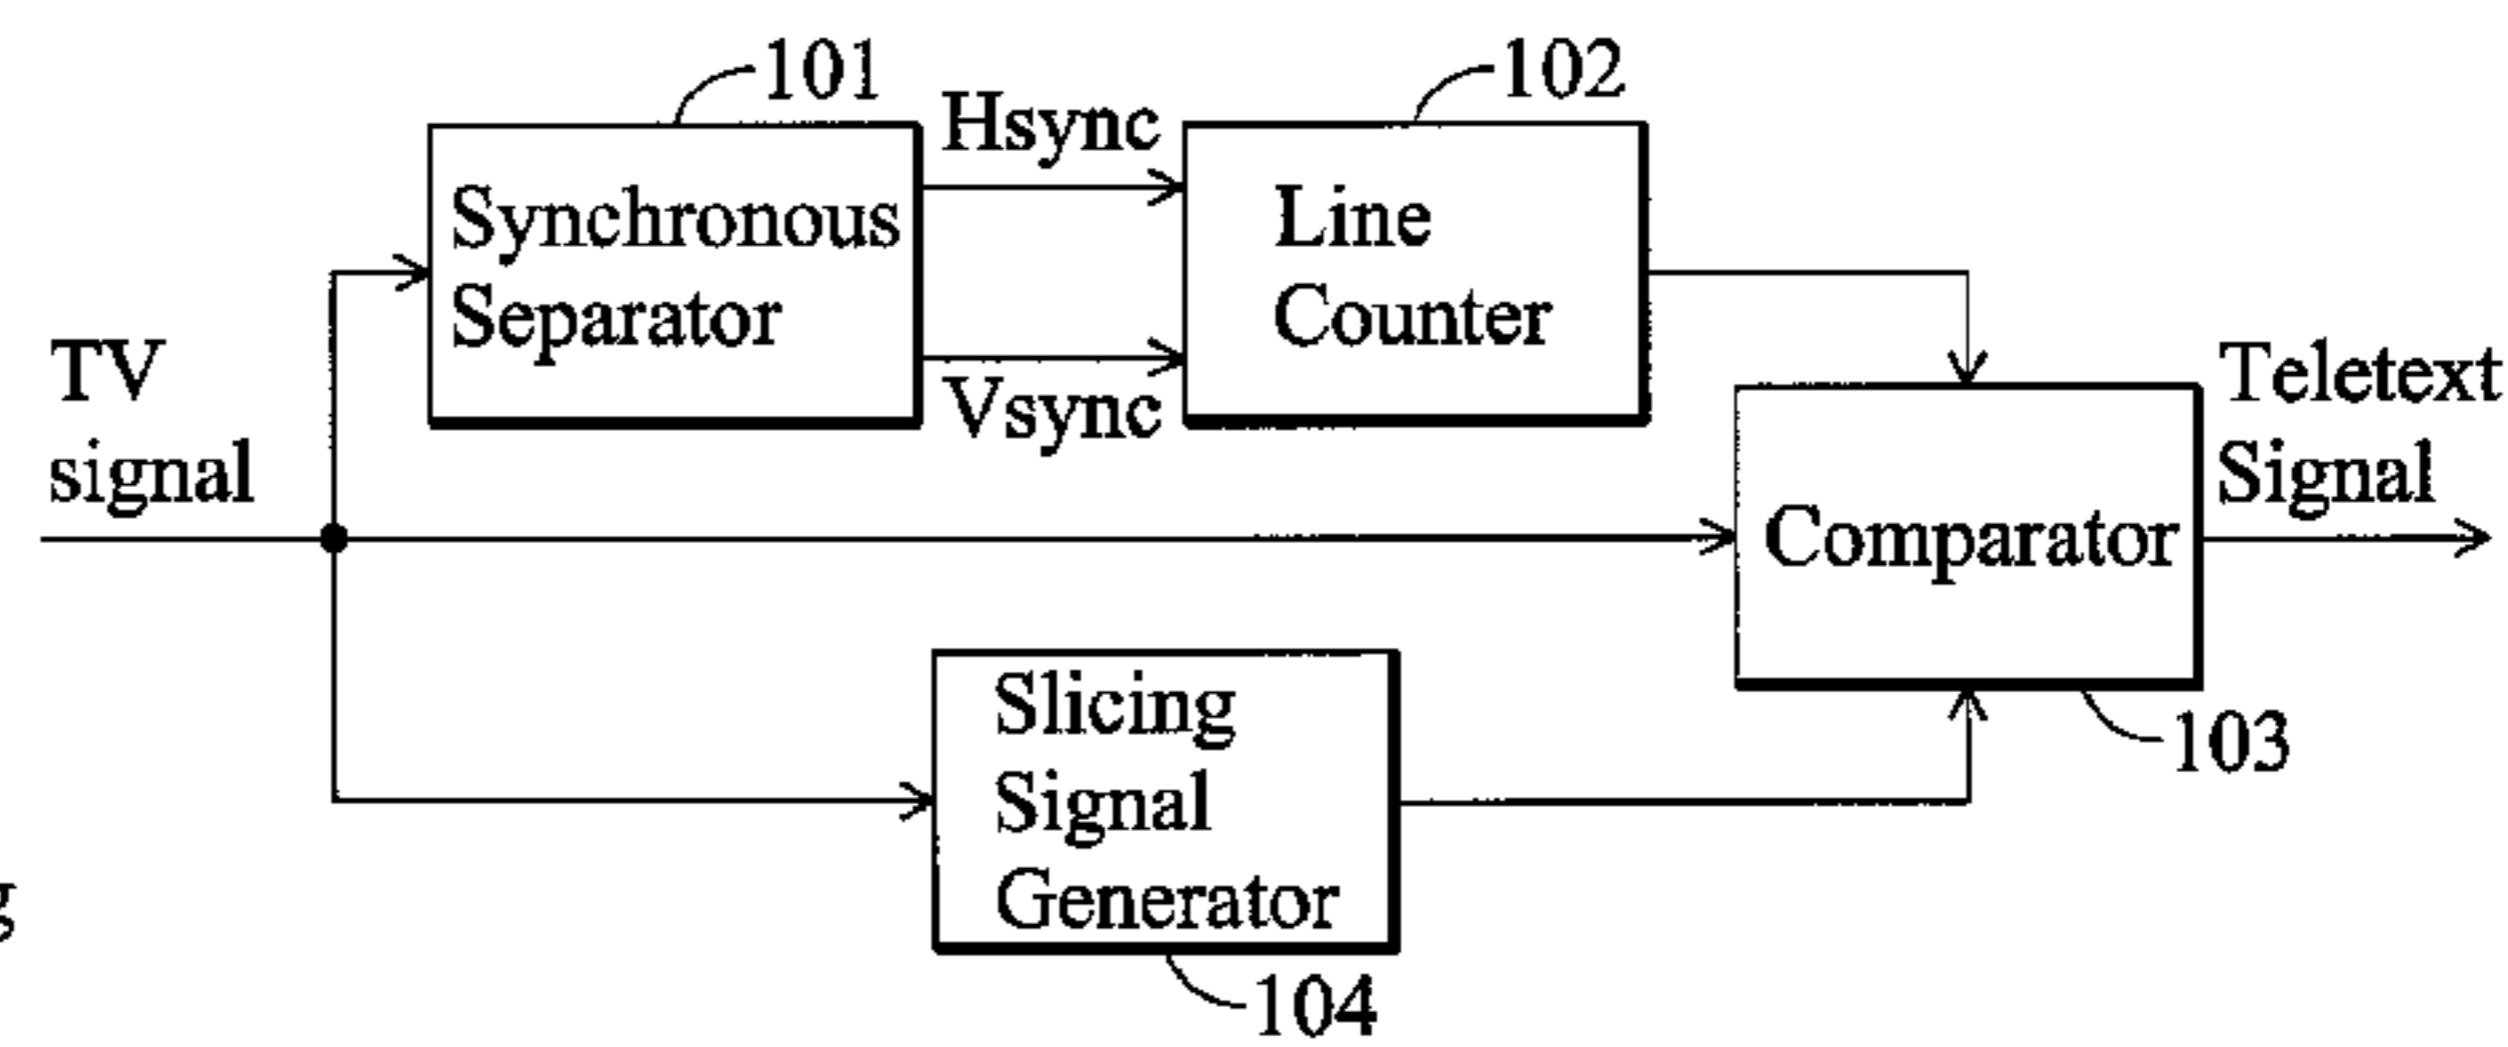 101
102
Hsync
Synchronous
Separator
Line
Counter
Vsync
TV
signal
Teletext
Signal
Comparator
103
Slicing
Signal
Generator
104
g